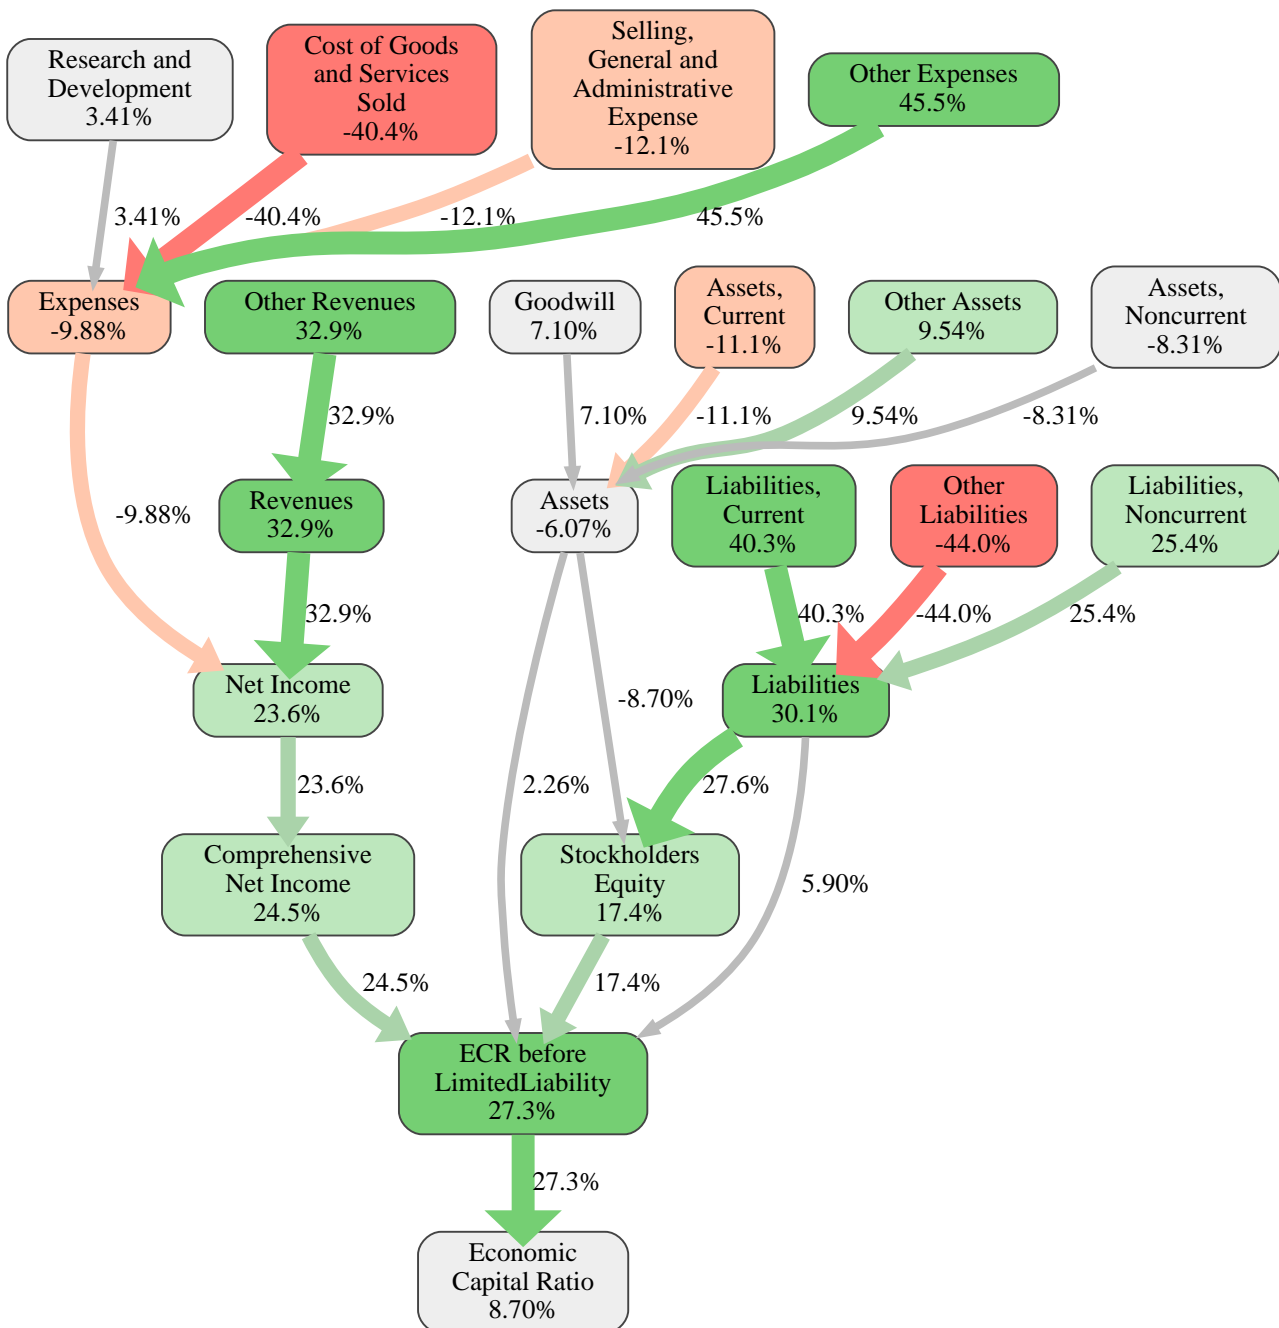 Research and
Development
3.41%
Cost of Goods
and Services
Sold
-40.4%
Selling,
General and
Administrative
Expense
-12.1%
Other Expenses
45.5%
3.41%
-40.4%
-12.1%
45.5%
Expenses
-9.88%
Other Revenues
32.9%
Goodwill
7.10%
Assets,
Current
-11.1%
Other Assets
9.54%
Assets,
Noncurrent
-8.31%
32.9%
7.10%
-11.1%
9.54%
-8.31%
Revenues
32.9%
Assets
-6.07%
Liabilities,
Current
40.3%
Other
Liabilities
-44.0%
Liabilities,
Noncurrent
25.4%
-9.88%
32.9%
40.3%
-44.0%
25.4%
Net Income
23.6%
-8.70%
Liabilities
30.1%
23.6%
2.26%
27.6%
Comprehensive
Net Income
24.5%
Stockholders
Equity
17.4%
5.90%
24.5%
17.4%
ECR before
LimitedLiability
27.3%
27.3%
Economic
Capital Ratio
8.70%